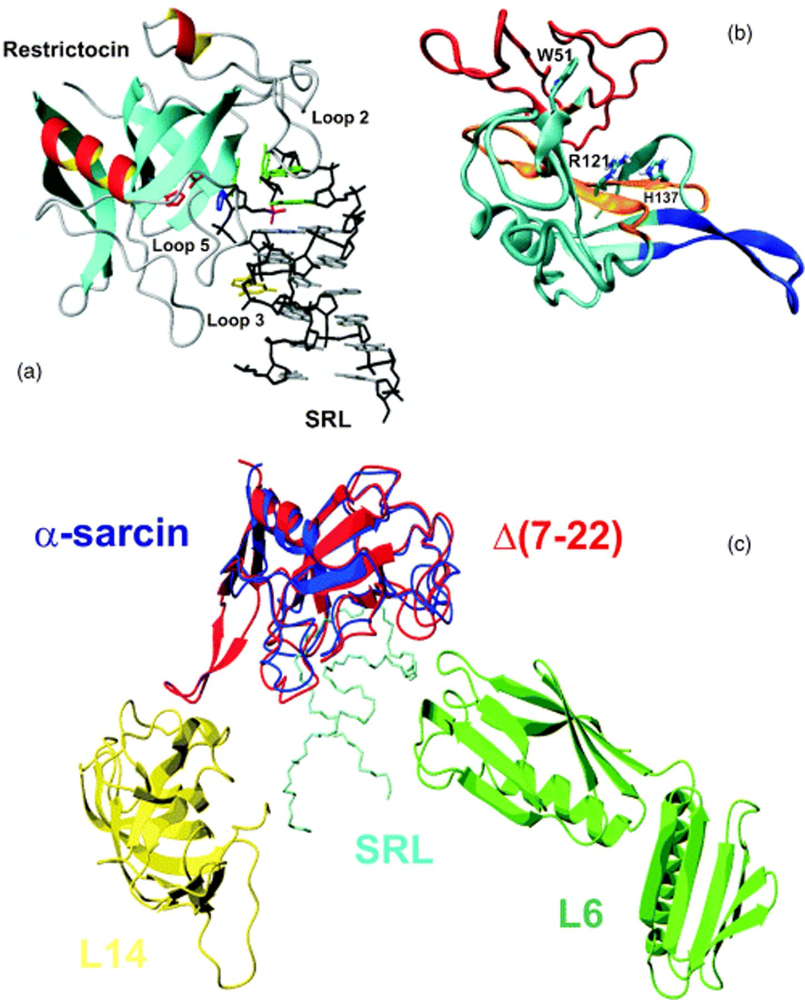 Restrictocin
Loop 2
Loop 5
Loop 3
(a)
SRL
(b)
W51
R121
H137
α-sarcin
Δ(7-22)
(c)
SRL
L6
L14